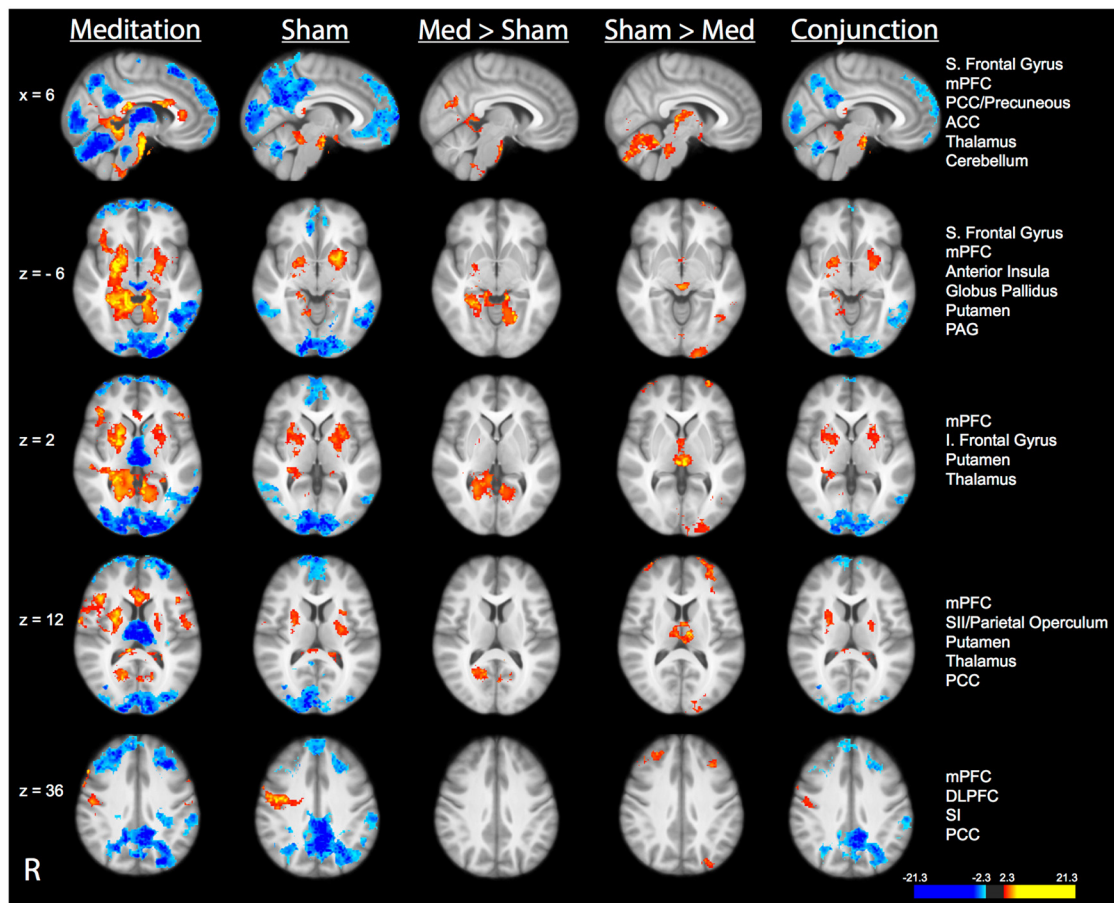 Meditation Sham Med > Sham Sham > Med Conjunction
x = 6
S. Frontal Gyrus
mPFC
PCC/Precuneous
ACC
Thalamus
Cerebellum
z = - 6
S. Frontal Gyrus
mPFC
Anterior Insula
Globus Pallidus
Putamen
PAG
z = 2
mPFC
I. Frontal Gyrus
Putamen
Thalamus
z = 12
mPFC
SII/Parietal Operculum
Putamen
Thalamus
PCC
z = 36
mPFC
DLPFC
SI
PCC
R
-21.3 -2.3 2.3 21.3